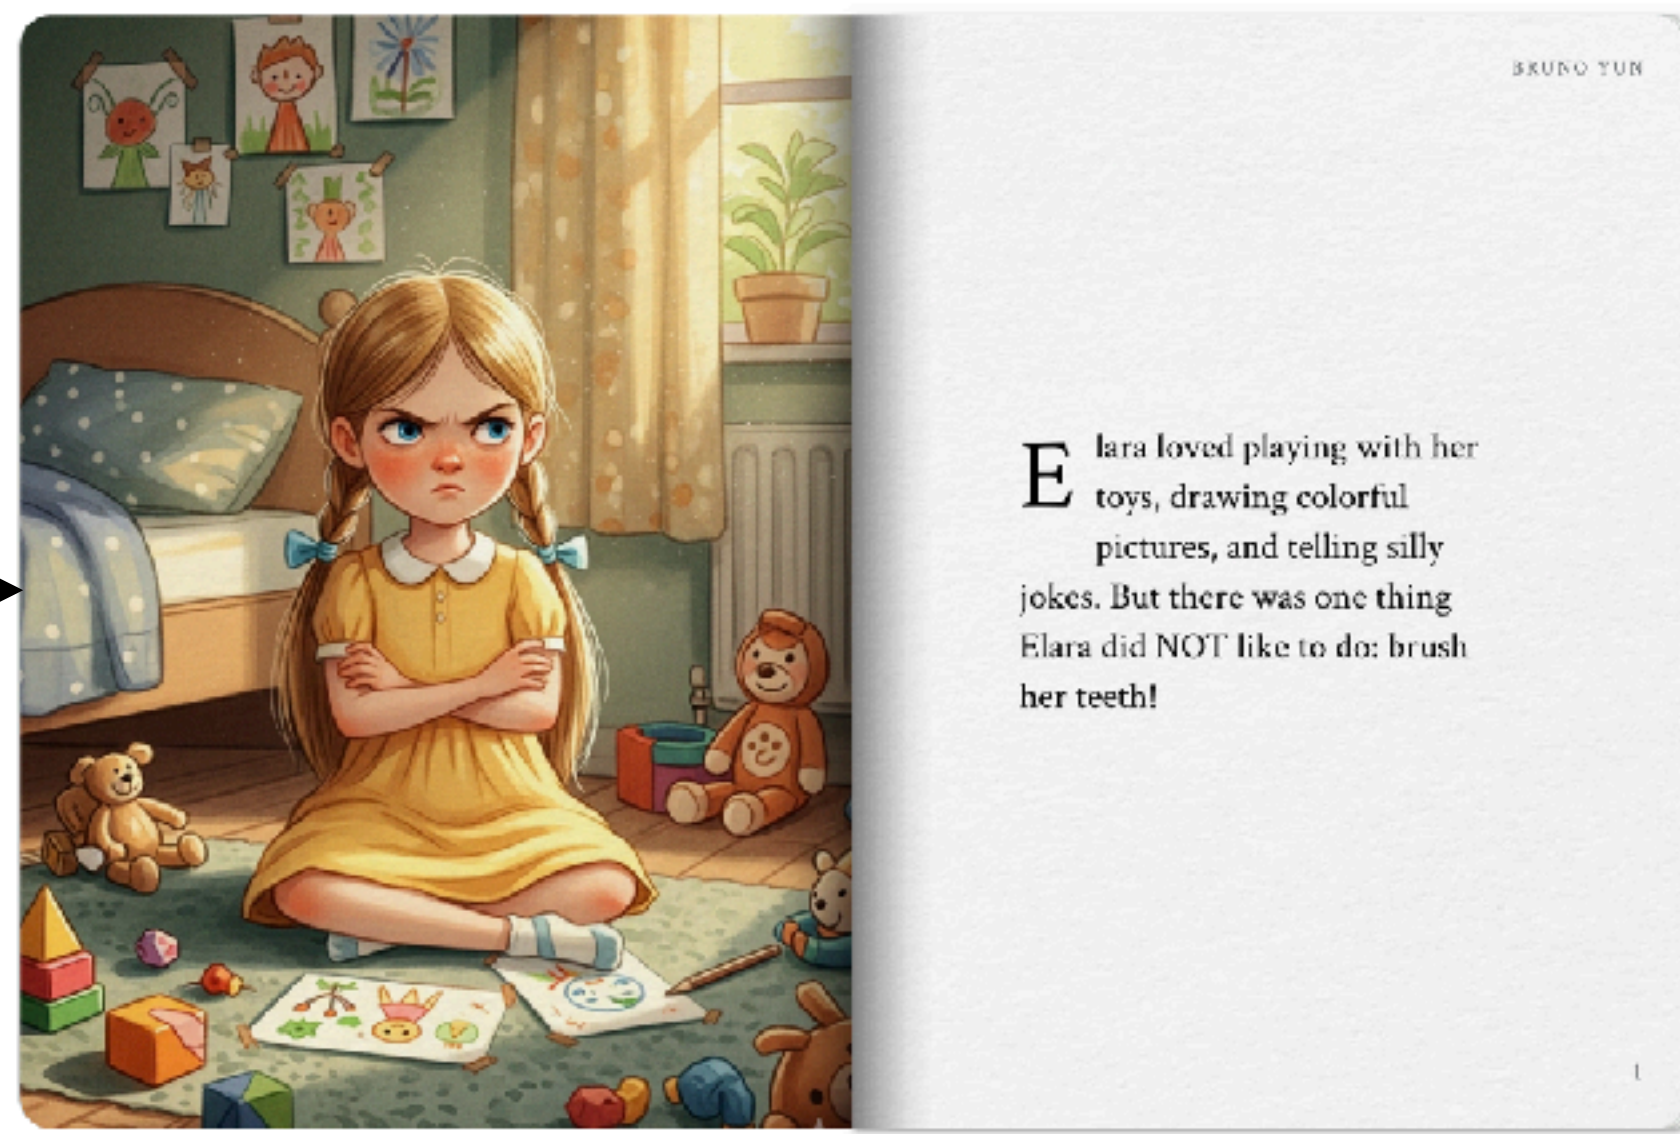 BRUNO YUN
Elara loved playing with her
toys, drawing colorful
pictures, and telling silly
jokes. But there was one thing
Elara did NOT like to do: brush
her teeth!
1